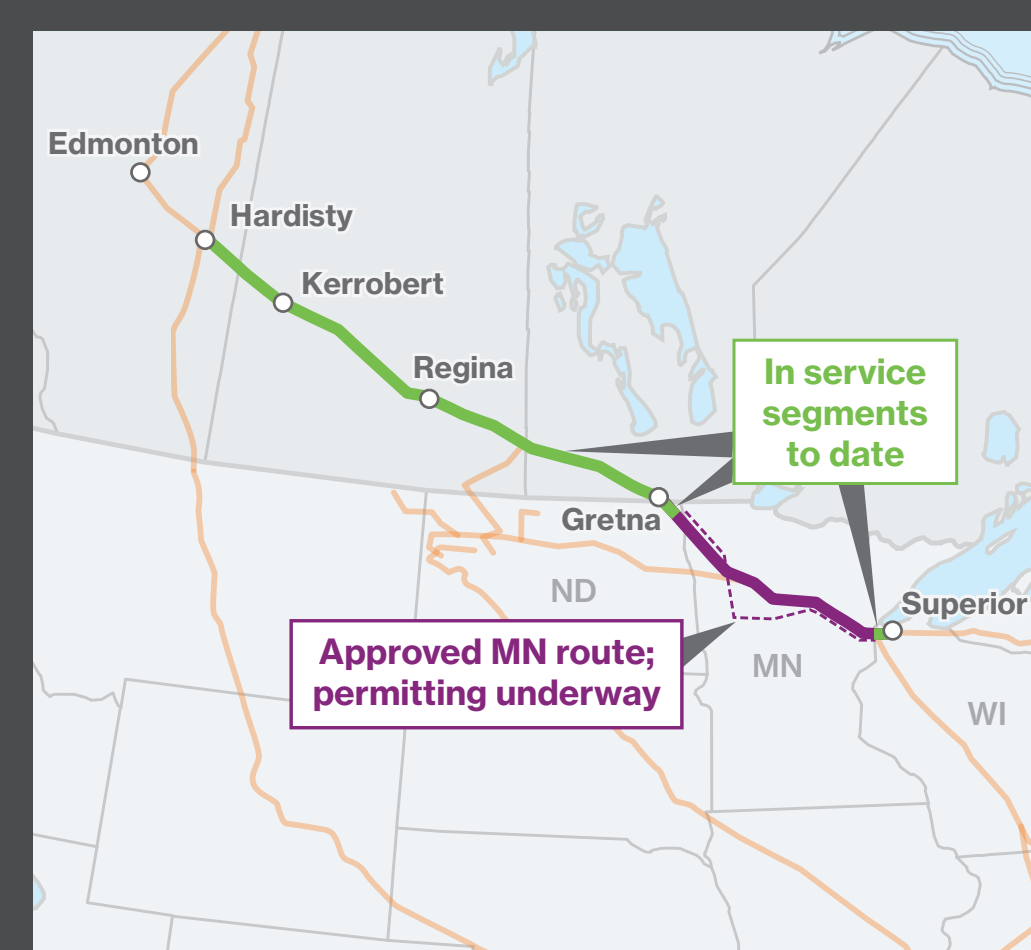 Edmonton
Hardisty
Kerrobert
Regina
In service
segments
to date
Gretna
ND
Superior
Approved MN route;
permitting underway
MN
WI